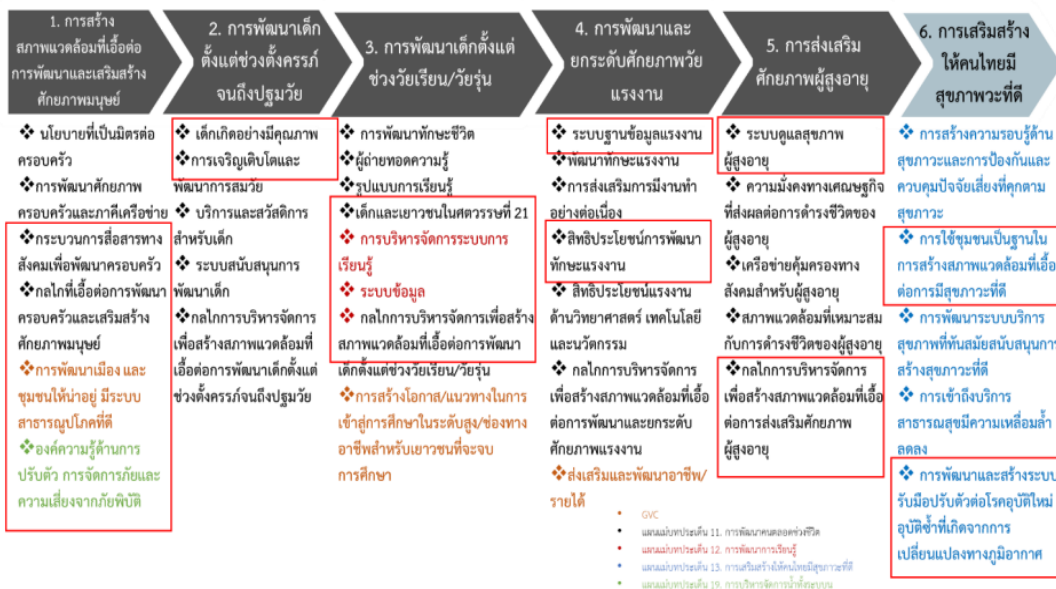 1. การสร้าง
สภาพแวดล้อมที่เอื้อต่อ
การพัฒนาและเสริมสร้าง
ศักยภาพมนุษย์
❖ นโยบายที่เป็นมิตรต่อ
ครอบครัว
❖การพัฒนาศักยภาพ
ครอบครัวและภาคีเครือข่าย
❖กระบวนการสื่อสารทาง
สังคมเพื่อพัฒนาครอบครัว
❖กลไกที่เอื้อต่อการพัฒนา
ครอบครัวและเสริมสร้าง
ศักยภาพมนุษย์
❖การพัฒนาเมือง และ
ชุมชนให้น่าอยู่ มีระบบ
สาธารณูปโภคที่ดี
❖องค์ความรู้ด้านการ
ปรับตัว การจัดการภัยและ
ความเสี่ยงจากภัยพิบัติ
2. การพัฒนาเด็ก
ตั้งแต่ช่วงตั้งครรภ์
จนถึงปฐมวัย
❖ เด็กเกิดอย่างมีคุณภาพ
❖การเจริญเติบโตและ
พัฒนาการสมวัย
❖ บริการและสวัสดิการ
สำหรับเด็ก
❖ ระบบสนับสนุนการ
พัฒนาเด็ก
❖กลไกการบริหารจัดการ
เพื่อสร้างสภาพแวดล้อมที่
เอื้อต่อการพัฒนาเด็กตั้งแต่
ช่วงตั้งครรภ์จนถึงปฐมวัย
3. การพัฒนาเด็กตั้งแต่
ช่วงวัยเรียน/วัยรุ่น
❖ การพัฒนาทักษะชีวิต
❖ผู้ถ่ายทอดความรู้
❖รูปแบบการเรียนรู้
❖เด็กและเยาวชนในศตวรรษที่ 21
❖ การบริหารจัดการระบบการ
เรียนรู้
❖ ระบบข้อมูล
❖ กลไกการบริหารจัดการเพื่อสร้าง
สภาพแวดล้อมที่เอื้อต่อการพัฒนา
เด็กตั้งแต่ช่วงวัยเรียน/วัยรุ่น
❖การสร้างโอกาส/แนวทางในการ
เข้าสู่การศึกษาในระดับสูง/ช่องทาง
อาชีพสำหรับเยาวชนที่จะจบ
การศึกษา
4. การพัฒนาและ
ยกระดับศักยภาพวัย
แรงงาน
❖ ระบบฐานข้อมูลแรงงาน
❖พัฒนาทักษะแรงงาน
❖การส่งเสริมการมีงานทำ
อย่างต่อเนื่อง
❖สิทธิประโยชน์การพัฒนา
ทักษะแรงงาน
❖ สิทธิประโยชน์แรงงาน
ด้านวิทยาศาสตร์ เทคโนโลยี
และนวัตกรรม
❖ กลไกการบริหารจัดการ
เพื่อสร้างสภาพแวดล้อมที่เอื้อ
ต่อการพัฒนาและยกระดับ
ศักยภาพแรงงาน
❖ส่งเสริมและพัฒนาอาชีพ/
รายได้
5. การส่งเสริม
ศักยภาพผู้สูงอายุ
❖ ระบบดูแลสุขภาพ
ผู้สูงอายุ
❖ ความมั่งคงทางเศณษฐกิจ
ที่ส่งผลต่อการดำรงชีวิตของ
ผู้สูงอายุ
❖เครือข่ายคุ้มครองทาง
สังคมสำหรับผู้สูงอายุ
❖สภาพแวดล้อมที่เหมาะสม
กับการดำรงชีวิตของผู้สูงอายุ
❖กลไกการบริหารจัดการ
เพื่อสร้างสภาพแวดล้อมที่เอื้อ
ต่อการส่งเสริมศักยภาพ
ผู้สูงอายุ
6. การเสริมสร้าง
ให้คนไทยมี
สุขภาพวะที่ดี
❖ การสร้างความรอบรู้ด้าน
สุขภาวะและการป้องกันและ
ควบคุมปัจจัยเสี่ยงที่คุกตาม
สุขภาวะ
❖ การใช้ชุมชนเป็นฐานใน
การสร้างสภาพแวดล้อมที่เอื้อ
ต่อการมีสุขภาวะที่ดี
❖ การพัฒนาระบบบริการ
สุขภาพที่ทันสมัยสนับสนุนการ
สร้างสุขภาวะที่ดี
❖ การเข้าถึงบริการ
สาธารณสุขมีความเหลื่อมล้ำ
ลดลง
❖ การพัฒนาและสร้างระบบ
รับมือปรับตัวต่อโรคอุบัติใหม่
อุบัติซ้ำที่เกิดจากการ
เปลี่ยนแปลงทางภูมิอากาศ
• GVC
• แผนแม่บทประเด็น 11. การพัฒนาคนตลอดช่วงชีวิต
• แผนแม่บทประเด็น 12. การพัฒนาการเรียนรู้
• แผนแม่บทประเด็น 13. การเสริมสร้างให้คนไทยมีสุขภาวะที่ดี
• แผนแม่บทประเด็น 19. การบริหารจัดการน้ำทั้งระบบน